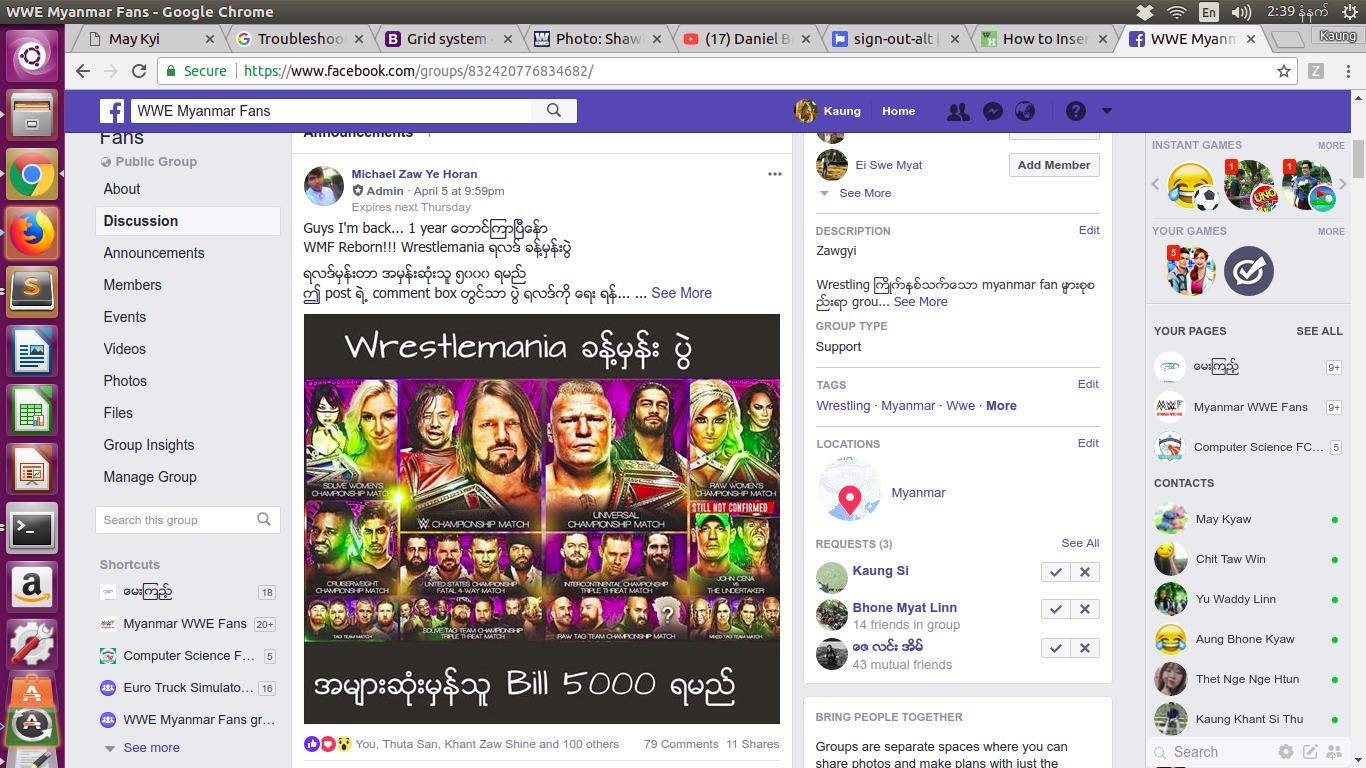 WWE Myanmar Fans - Google Chrome
En
2:39 နံနက်
May Kyi
Troubleshoo
Grid system
Photo: Shaw
(17) Daniel B
sign-out-alt
How to Inser
WWE Myanm
Kaung
Secure
https://www.facebook.com/groups/832420776834682/
WWE Myanmar Fans
Kaung
Home
Fans
Public Group
About
Discussion
Announcements
Members
Events
Videos
Photos
Files
Group Insights
Manage Group
Search this group
Shortcuts
မေးကြည့် 18
Myanmar WWE Fans 20+
Computer Science F... 5
Euro Truck Simulato... 16
WWE Myanmar Fans gr...
See more
Announcements
Michael Zaw Ye Horan
Admin · April 5 at 9:59pm
Expires next Thursday
Guys I'm back... 1 year တောင်ကြာပြီနော်
WMF Reborn!!! Wrestlemania ရလဒ် ခန့်မှန်းပွဲ
ရလဒ်မှန်းတာ အမှန်ဆုံးသူ ၅၀၀၀ ရမည်
ဤ post ရဲ့ comment box တွင်သာ ပွဲ ရလဒ်ကို ရေး ရန်... ... See More
Wrestlemania ခန့်မှန်း ပွဲ
CHAMPIONSHIP MATCH
W CHAMPIONSHIP MATCH
UNIVERSAL
CHAMPIONSHIP MATCH
RAW WOMEN'S
CHAMPIONSHIP MATCH
STILL NOT CONFIRMED
CRUISERWEIGHT
CHAMPIONSHIP MATCH
UNITED STATES CHAMPIONSHIP
FATAL 4-WAY MATCH
INTERCONTINENTAL CHAMPIONSHIP
TRIPLE THREAT MATCH
JOHN CENA
VS
THE UNDERTAKER
TAG TEAM MATCH
TRIPLE THREAT MATCH
RAW TAG TEAM CHAMPIONSHIP MATCH
MIXED TAG MATCH
အများဆုံးမှန်သူ Bill 5000 ရမည်
You, Thuta San, Khant Zaw Shine and 100 others
79 Comments 11 Shares
Ei Swe Myat
Add Member
See More
DESCRIPTION
Edit
Zawgyi
Wrestling ကြိုက်နှစ်သက်သော myanmar fan များစုစ
ည်းရာ grou... See More
GROUP TYPE
Support
TAGS
Edit
Wrestling · Myanmar · Wwe · More
LOCATIONS
Edit
Myanmar
REQUESTS (3)
See All
Kaung Si
Bhone Myat Linn
14 friends in group
ဇေ လင်း အိမ်
43 mutual friends
BRING PEOPLE TOGETHER
Groups are separate spaces where you can
share photos and make plans with just the
INSTANT GAMES
MORE
1
1
YOUR GAMES
MORE
5
YOUR PAGES
SEE ALL
မေးကြည့် 9+
Myanmar WWE Fans 9+
Computer Science FC... 5
CONTACTS
May Kyaw
Chit Taw Win
Yu Waddy Linn
Aung Bhone Kyaw
Thet Nge Nge Htun
Kaung Khant Si Thu
Search